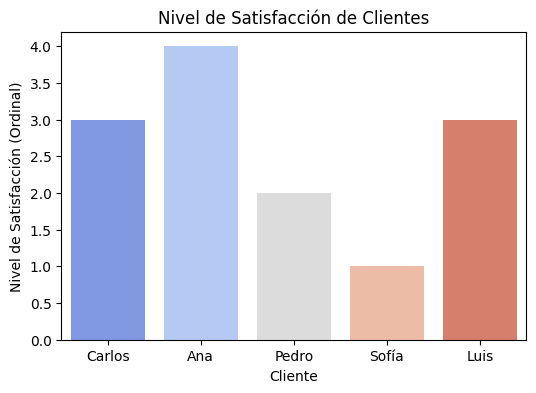 Nivel de Satisfacción de Clientes
Nivel de Satisfacción (Ordinal)
4.0
3.5
3.0
2.5
2.0
1.5
1.0
0.5
0.0
Carlos Ana Pedro Sofía Luis
Cliente